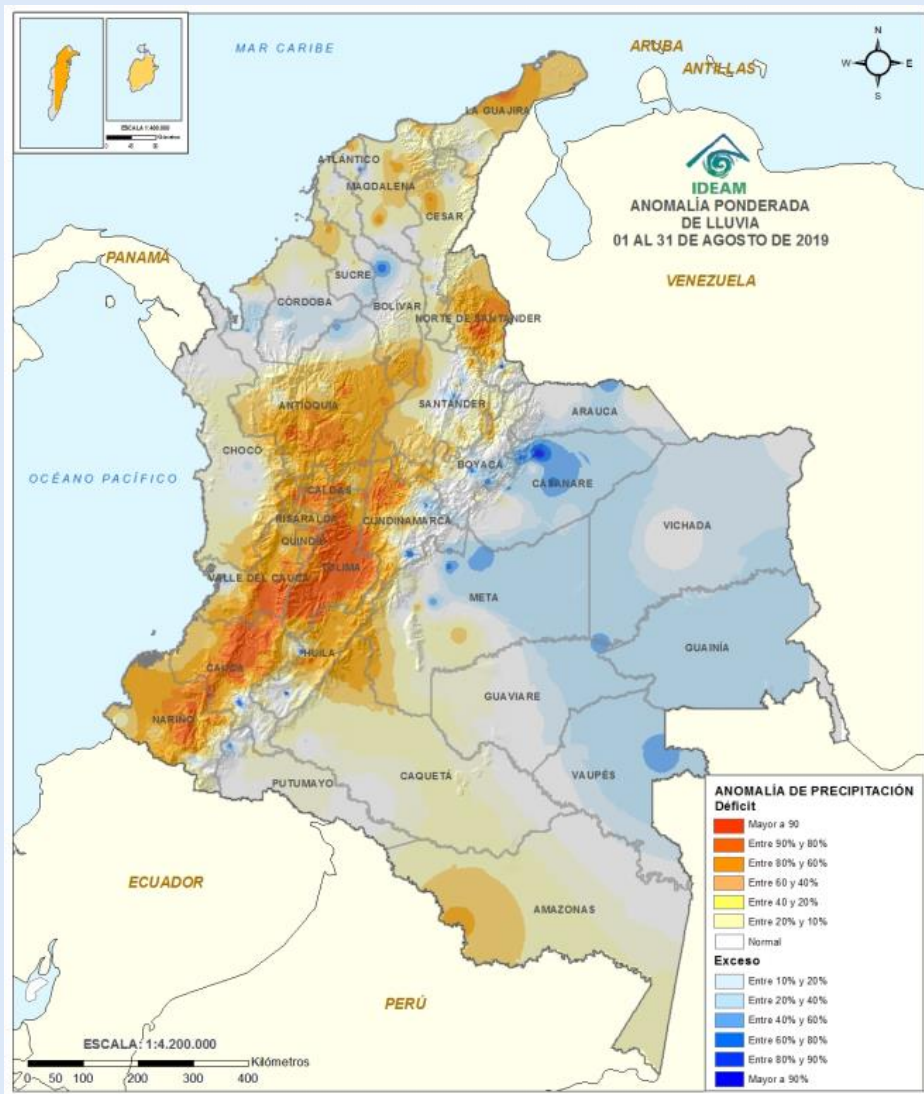 MAR CARIBE
ARUBA
ANTILLAS
N
W E
S
ESCALA 1:400.000
Kilómetros
LA GUAJIRA
ATLÁNTICO
MAGDALENA
CESAR
IDEAM
ANOMALÍA PONDERADA
DE LLUVIA
01 AL 31 DE AGOSTO DE 2019
PANAMÁ
VENEZUELA
SUCRE
CÓRDOBA
BOLÍVAR
NORTE DE SANTANDER
ANTIOQUIA
SANTANDER
ARAUCA
CHOCÓ
BOYACÁ
CASANARE
OCÉANO PACÍFICO
CALDAS
VICHADA
RISARALDA
CUNDINAMARCA
QUINDÍO
TOLIMA
VALLE DEL CAUCA
META
GUAINÍA
HUILA
CAUCA
GUAVIARE
NARIÑO
CAQUETÁ
VAUPÉS
PUTUMAYO
ECUADOR
AMAZONAS
PERÚ
ANOMALÍA DE PRECIPITACIÓN
Déficit
Mayor a 90
Entre 90% y 80%
Entre 80% y 60%
Entre 60 y 40%
Entre 40 y 20%
Entre 20% y 10%
Normal
Exceso
Entre 10% y 20%
Entre 20% y 40%
Entre 40% y 60%
Entre 60% y 80%
Entre 80% y 90%
Mayor a 90%
ESCALA: 1:4.200.000
Kilómetros
0 50 100 200 300 400